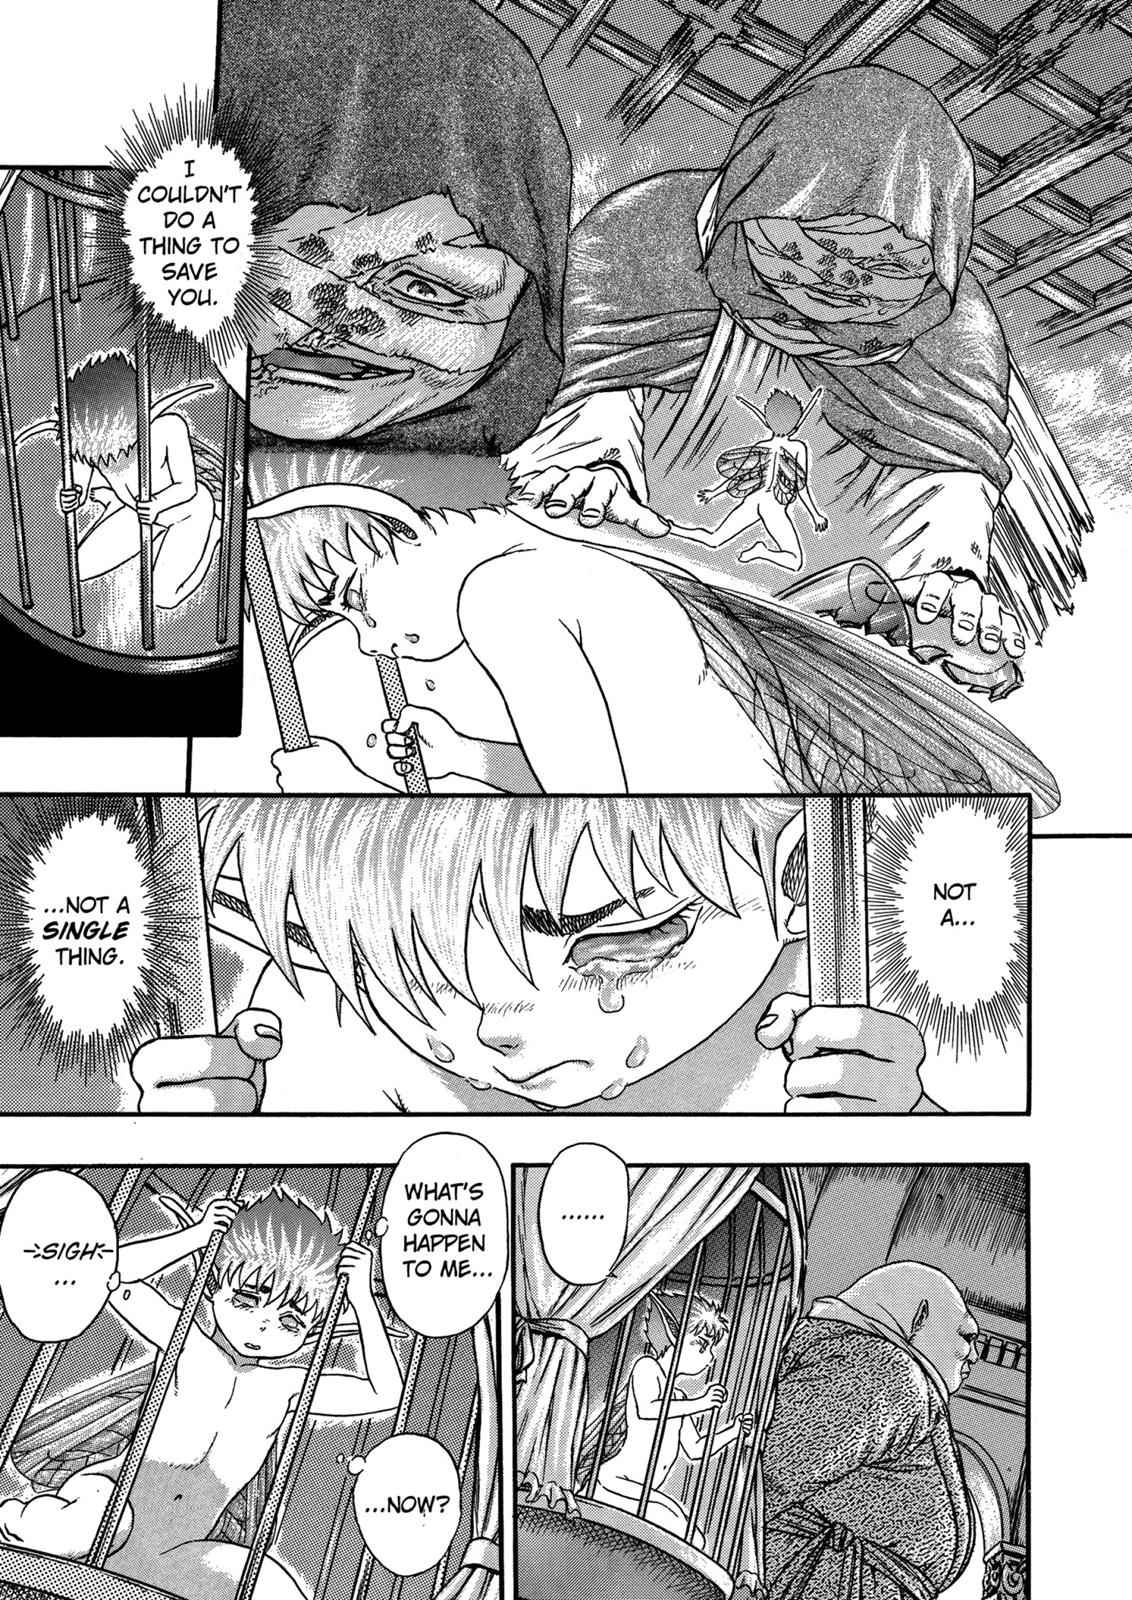 I
COULDN'T
DO A
THING TO
SAVE
YOU.
NOT
A...
...NOT A
SINGLE
THING.
......
WHAT'S
GONNA
HAPPEN
TO ME...
...NOW?
SIGH
...